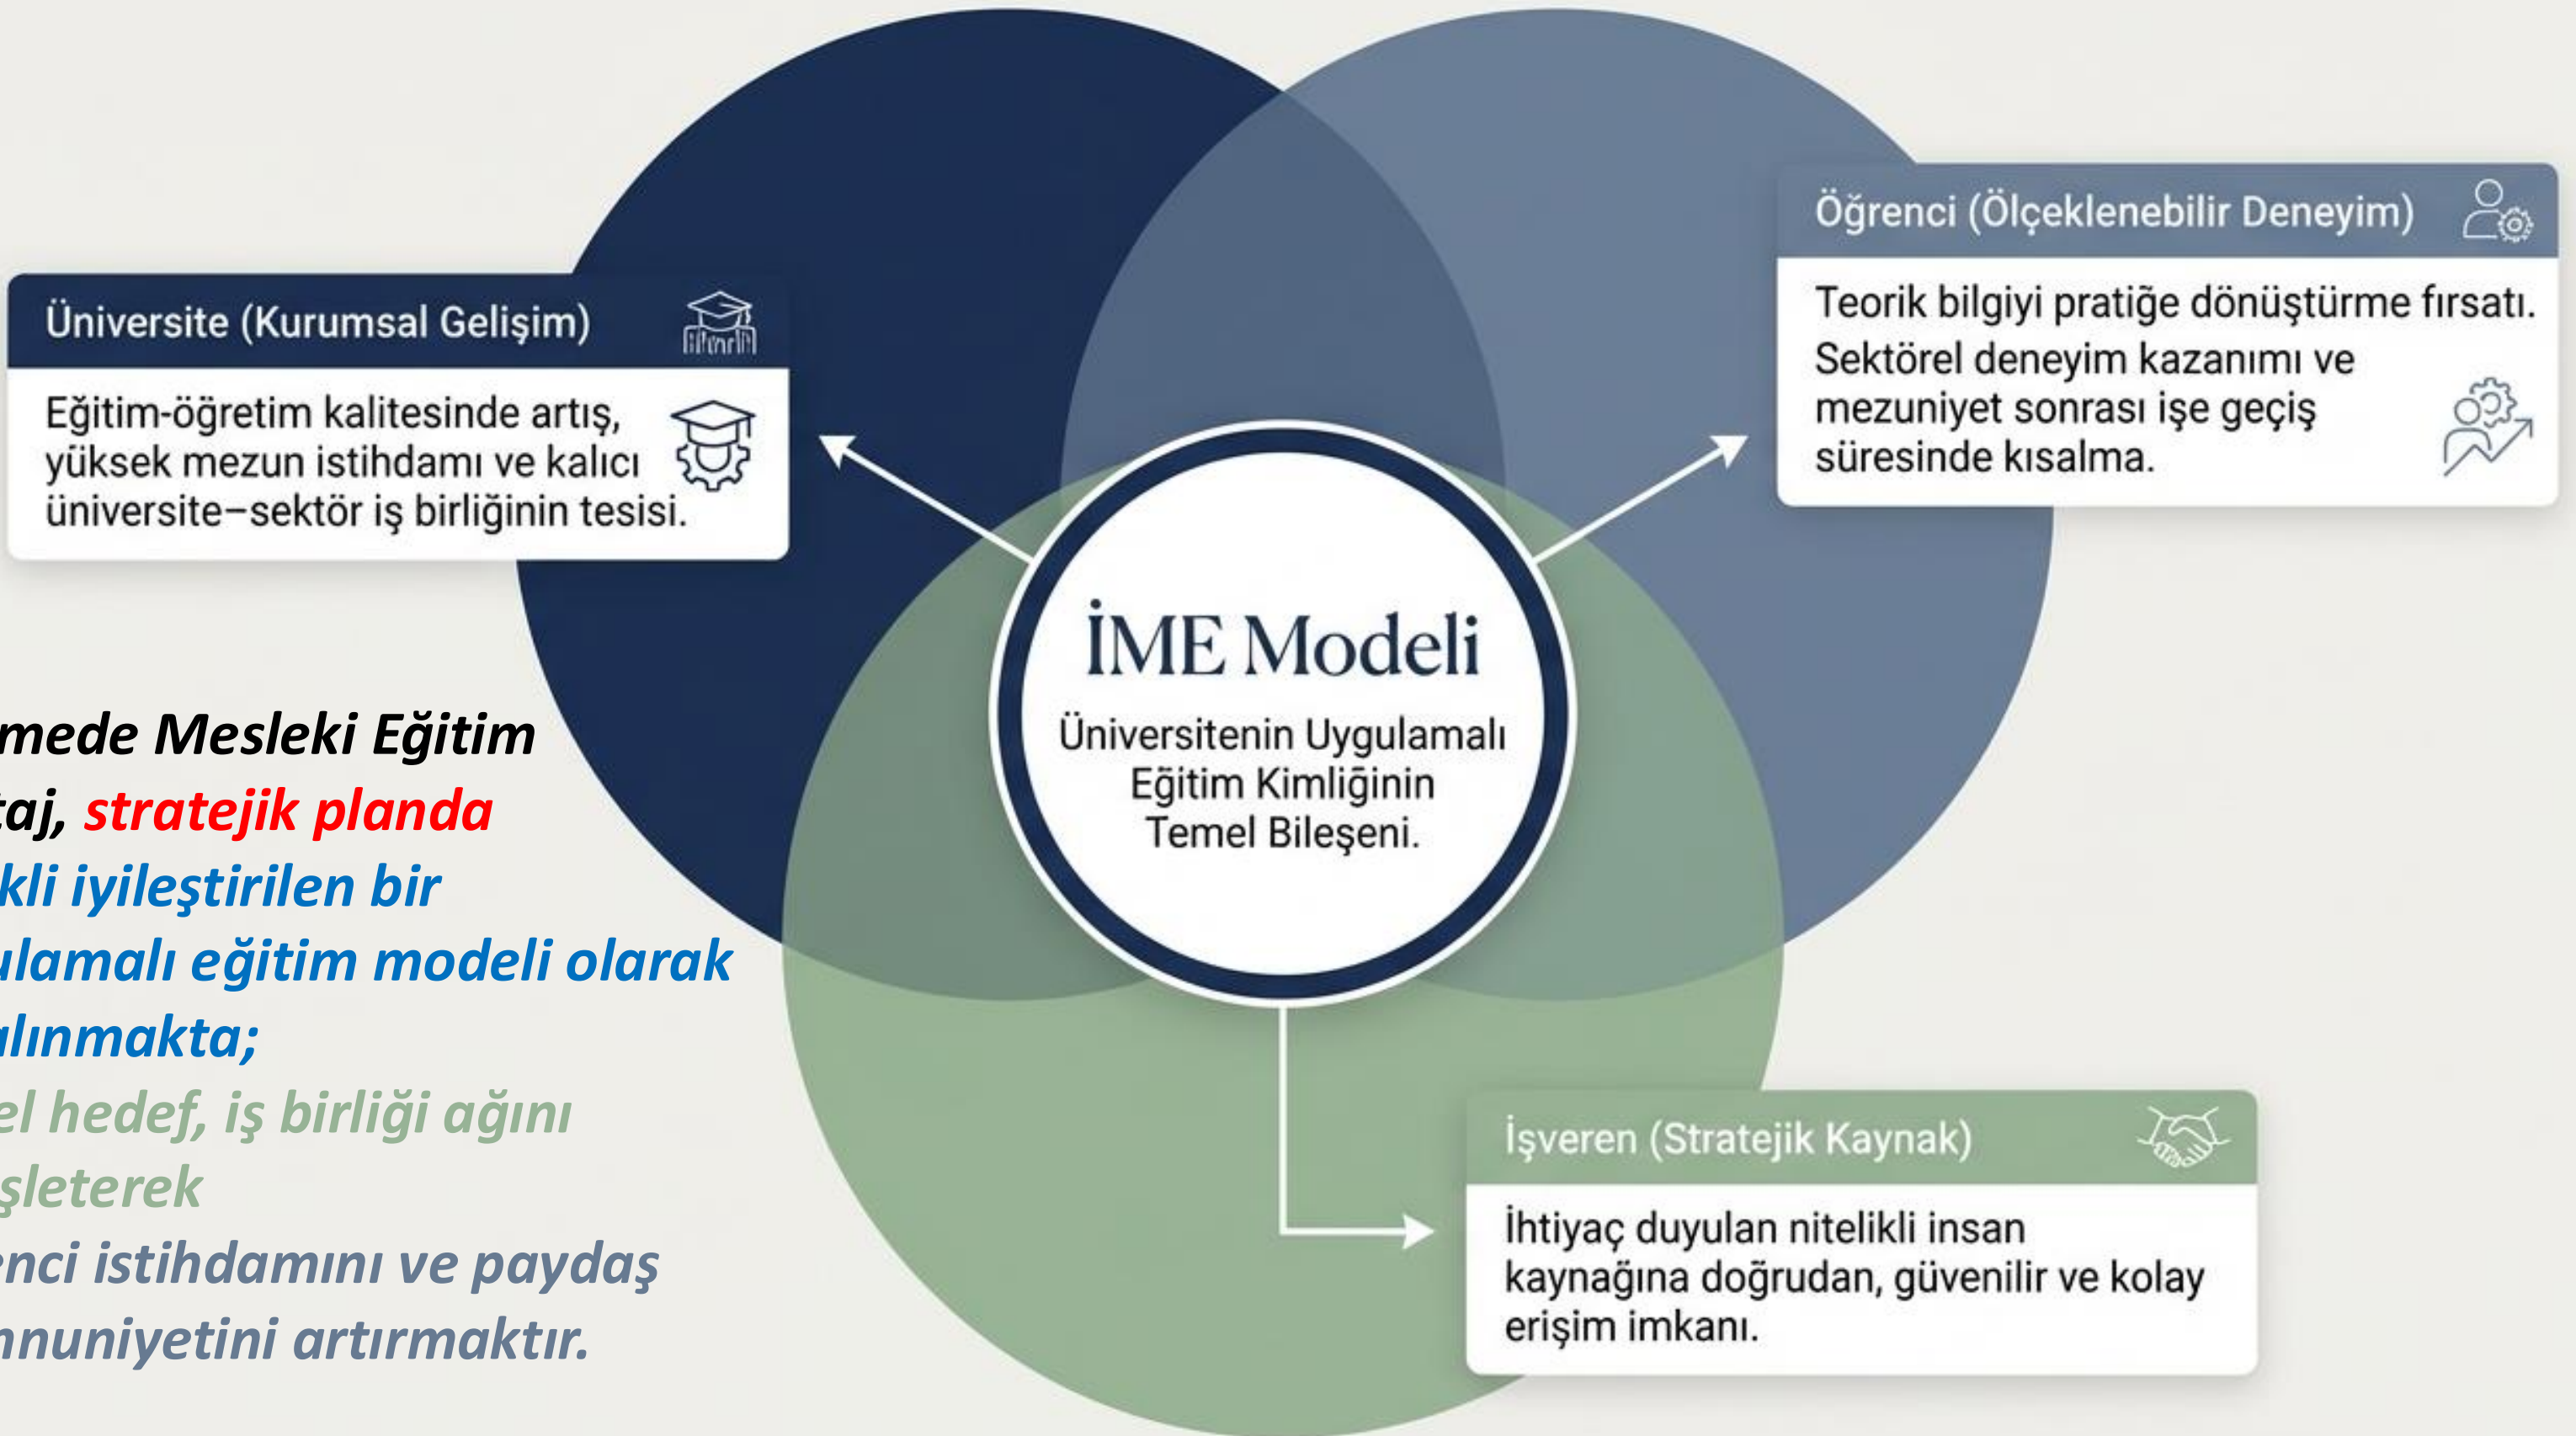 Üniversite (Kurumsal Gelişim)
Eğitim-öğretim kalitesinde artış,
yüksek mezun istihdamı ve kalıcı
üniversite–sektör iş birliğinin tesisi.
Öğrenci (Ölçeklenebilir Deneyim)
Teorik bilgiyi pratiğe dönüştürme fırsatı.
Sektörel deneyim kazanımı ve
mezuniyet sonrası işe geçiş
süresinde kısalma.
İME Modeli
Üniversitenin Uygulamalı
Eğitim Kimliğinin
Temel Bileşeni.
mede Mesleki Eğitim
taj, stratejik planda
kli iyileştirilen bir
ulamalı eğitim modeli olarak
alınmakta;
el hedef, iş birliği ağını
şleterek
enci istihdamını ve paydaş
nnuniyetini artırmaktır.
İşveren (Stratejik Kaynak)
İhtiyaç duyulan nitelikli insan
kaynağına doğrudan, güvenilir ve kolay
erişim imkanı.